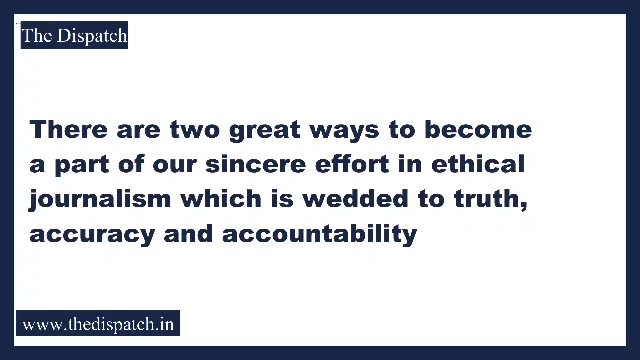 The Dispatch
There are two great ways to become
a part of our sincere effort in ethical
journalism which is wedded to truth,
accuracy and accountability
www.thedispatch.in